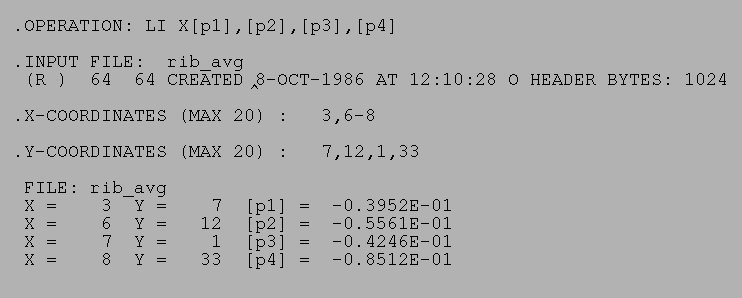 .OPERATION: LI X[p1],[p2],[p3],[p4]
.INPUT FILE: rib_avg
(R ) 64 64 CREATED 8-OCT-1986 AT 12:10:28 O HEADER BYTES: 1024
.X-COORDINATES (MAX 20) : 3,6-8
.Y-COORDINATES (MAX 20) : 7,12,1,33
FILE: rib_avg
X = 3 Y = 7 [p1] = -0.3952E-01
X = 6 Y = 12 [p2] = -0.5561E-01
X = 7 Y = 1 [p3] = -0.4246E-01
X = 8 Y = 33 [p4] = -0.8512E-01